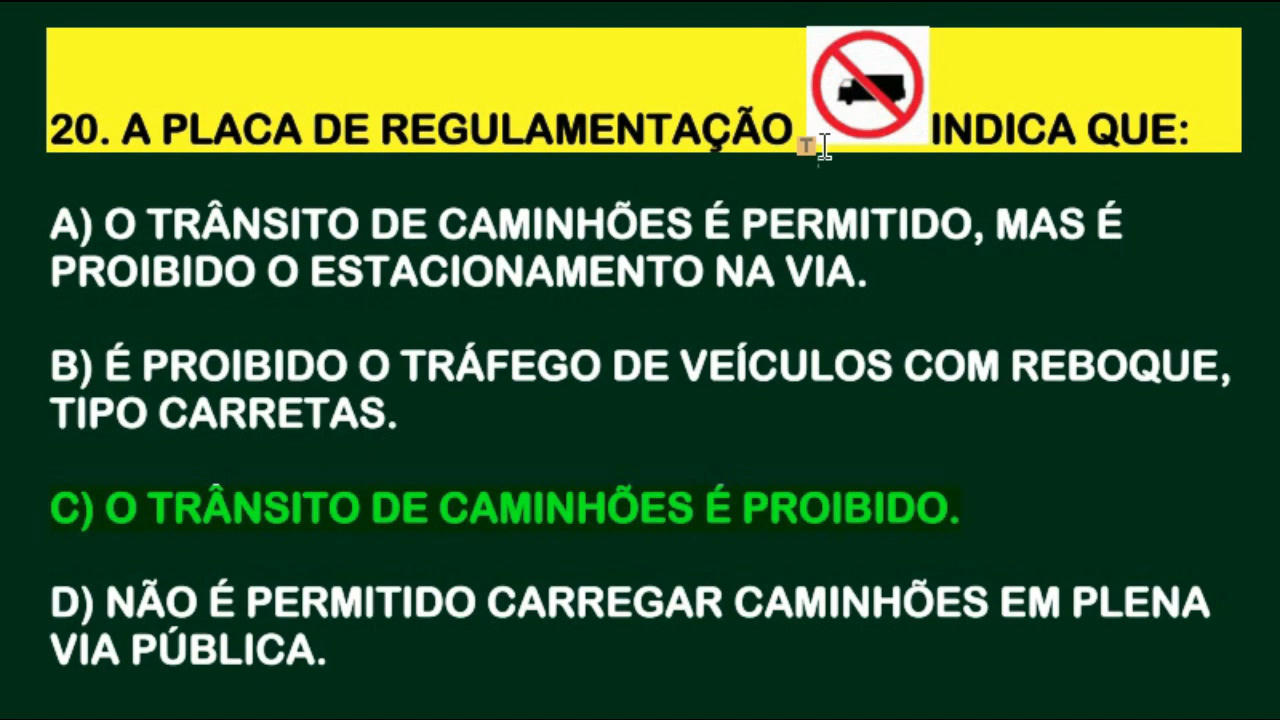 20. A PLACA DE REGULAMENTAÇÃO INDICA QUE:
A) O TRÂNSITO DE CAMINHÕES É PERMITIDO, MAS É
PROIBIDO O ESTACIONAMENTO NA VIA.
B) É PROIBIDO O TRÁFEGO DE VEÍCULOS COM REBOQUE,
TIPO CARRETAS.
C) O TRÂNSITO DE CAMINHÕES É PROIBIDO.
D) NÃO É PERMITIDO CARREGAR CAMINHÕES EM PLENA
VIA PÚBLICA.